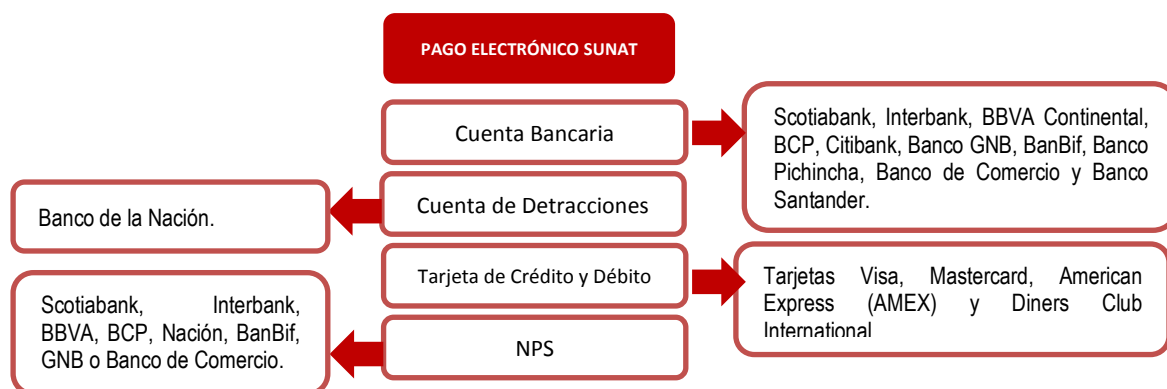 PAGO ELECTRÓNICO SUNAT
Cuenta Bancaria
Scotiabank, Interbank, BBVA Continental,
BCP, Citibank, Banco GNB, BanBif, Banco
Pichincha, Banco de Comercio y Banco
Santander.
Cuenta de Detracciones
Banco de la Nación.
Tarjeta de Crédito y Débito
Tarjetas Visa, Mastercard, American
Express (AMEX) y Diners Club
International
NPS
Scotiabank, Interbank,
BBVA, BCP, Nación, BanBif,
GNB o Banco de Comercio.